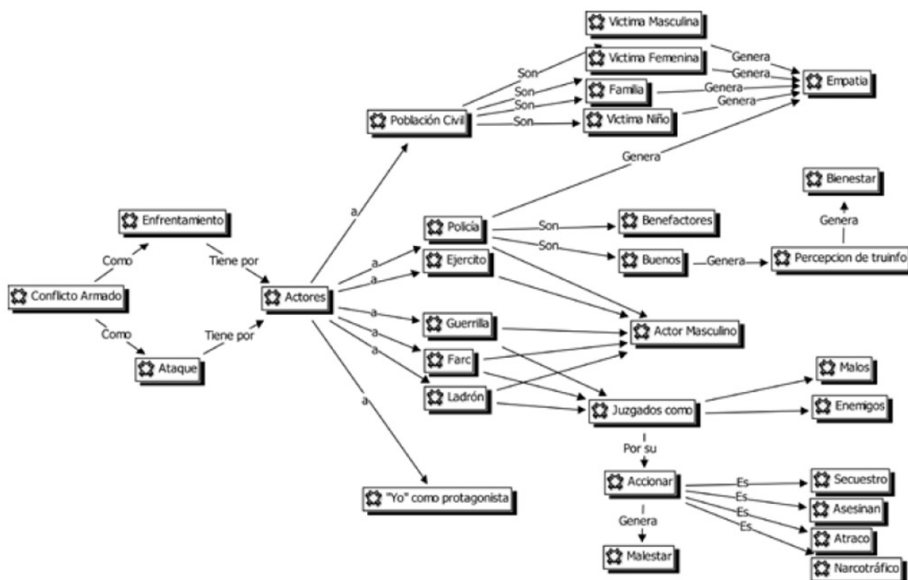 Victima Masculina
Genera
Victima Femenina
Genera
Son
Empatia
Son
Familia
Genera
Son
Población Civil
Son
Victima Niño
Genera
Genera
Bienestar
a
Enfrentamiento
Policía
Son
Benefactores
Genera
Como
Tiene por
a
Son
Ejercito
Buenos
Genera
Percepcion de truinfo
a
Conflicto Armado
Actores
a
Guerrilla
Actor Masculino
Como
Tiene por
a
Farc
Ataque
a
Malos
Ladrón
a
Juzgados como
Enemigos
Por su
"Yo" como protagonista
Accionar
Es
Secuestro
Es
Asesinan
Genera
Es
Atraco
Es
Malestar
Narcotráfico